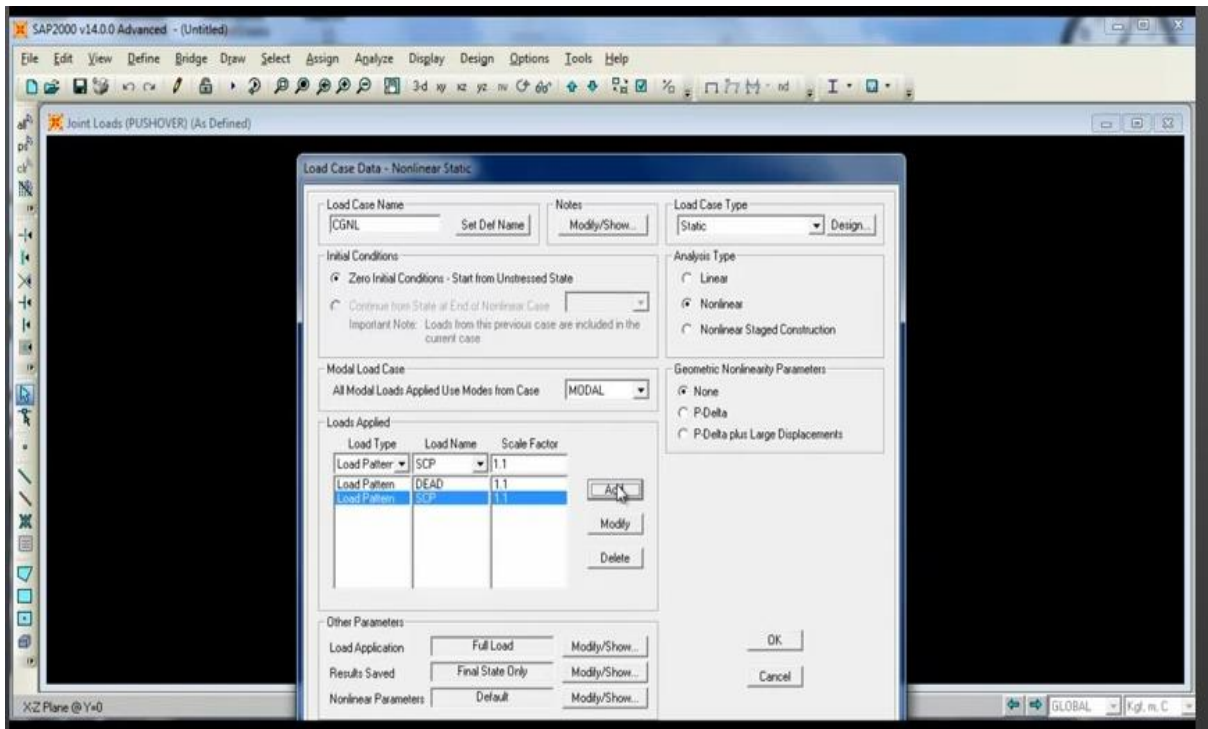 SAP2000 v14.0.0 Advanced - (Untitled)
File Edit View Define Bridge Draw Select Assign Analyze Display Design Options Tools Help
3-d xy xz yz nv nd
Joint Loads (PUSHOVER) (As Defined)
Load Case Data - Nonlinear Static
Load Case Name
CGNL Set Def Name
Notes
Modify/Show...
Load Case Type
Static Design...
Initial Conditions
Zero Initial Conditions - Start from Unstressed State
Continue from State at End of Nonlinear Case
Important Note: Loads from this previous case are included in the
current case
Analysis Type
Linear
Nonlinear
Nonlinear Staged Construction
Modal Load Case
All Modal Loads Applied Use Modes from Case MODAL
Geometric Nonlinearity Parameters
None
P-Delta
P-Delta plus Large Displacements
Loads Applied
Load Type Load Name Scale Factor
Load Pattern SCP 1.1
Load Pattern DEAD 1.1
Load Pattern SCP 1.1
Add
Modify
Delete
Other Parameters
Load Application Full Load Modify/Show...
Results Saved Final State Only Modify/Show...
Nonlinear Parameters Default Modify/Show...
OK
Cancel
X-Z Plane @ Y=0
GLOBAL Kgf, m, C